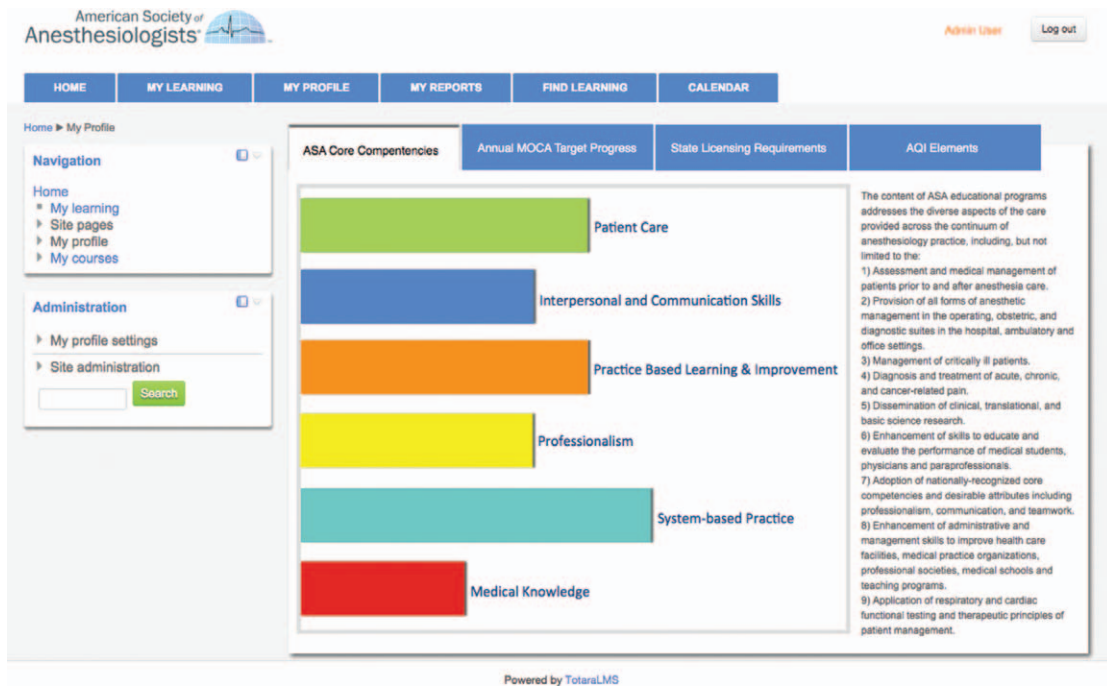 American Society of
Anesthesiologists®
Admin User
Log out
HOME
MY LEARNING
MY PROFILE
MY REPORTS
FIND LEARNING
CALENDAR
Home ▶ My Profile
Navigation
Home
My learning
Site pages
My profile
My courses
Administration
My profile settings
Site administration
Search
ASA Core Compentencies
Annual MOCA Target Progress
State Licensing Requirements
AQI Elements
Patient Care
Interpersonal and Communication Skills
Practice Based Learning & Improvement
Professionalism
System-based Practice
Medical Knowledge
The content of ASA educational programs
addresses the diverse aspects of the care
provided across the continuum of
anesthesiology practice, including, but not
limited to the:
1) Assessment and medical management of
patients prior to and after anesthesia care.
2) Provision of all forms of anesthetic
management in the operating, obstetric, and
diagnostic suites in the hospital, ambulatory and
office settings.
3) Management of critically ill patients.
4) Diagnosis and treatment of acute, chronic,
and cancer-related pain.
5) Dissemination of clinical, translational, and
basic science research.
6) Enhancement of skills to educate and
evaluate the performance of medical students,
physicians and paraprofessionals.
7) Adoption of nationally-recognized core
competencies and desirable attributes including
professionalism, communication, and teamwork.
8) Enhancement of administrative and
management skills to improve health care
facilities, medical practice organizations,
professional societies, medical schools and
teaching programs.
9) Application of respiratory and cardiac
functional testing and therapeutic principles of
patient management.
Powered by TotaraLMS